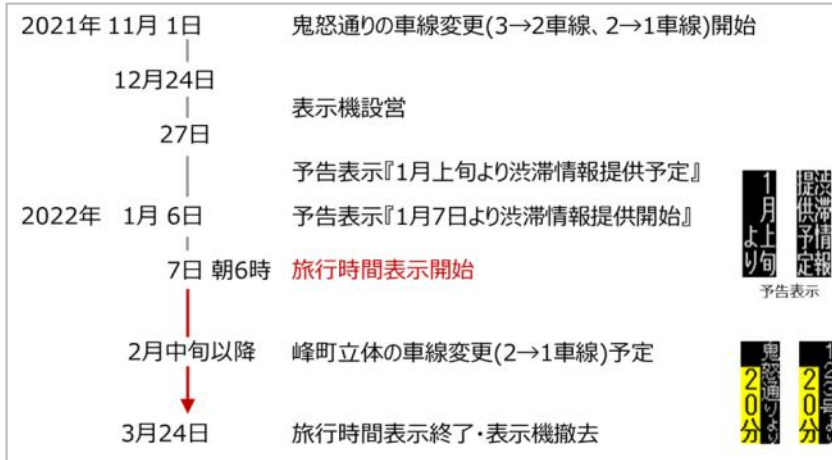 2021年 11月 1日 鬼怒通りの車線変更(3→2車線、2→1車線)開始
12月24日
表示機設営
27日
予告表示『1月上旬より渋滞情報提供予定』
2022年 1月 6日 予告表示『1月7日より渋滞情報提供開始』
7日 朝6時 旅行時間表示開始
2月中旬以降 峰町立体の車線変更(2→1車線)予定
3月24日 旅行時間表示終了・表示機撤去
渋滞情報
提供予定
1月上旬
より
予告表示
123号より
20分
鬼怒通りより
20分